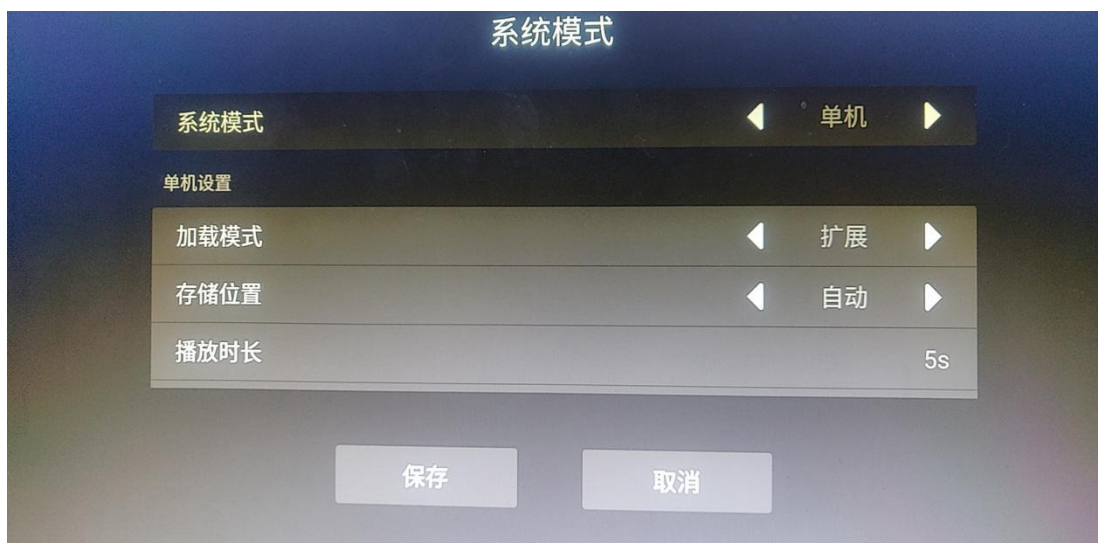 系统模式
系统模式 单机
单机设置
加载模式 扩展
存储位置 自动
播放时长 5s
保存 取消